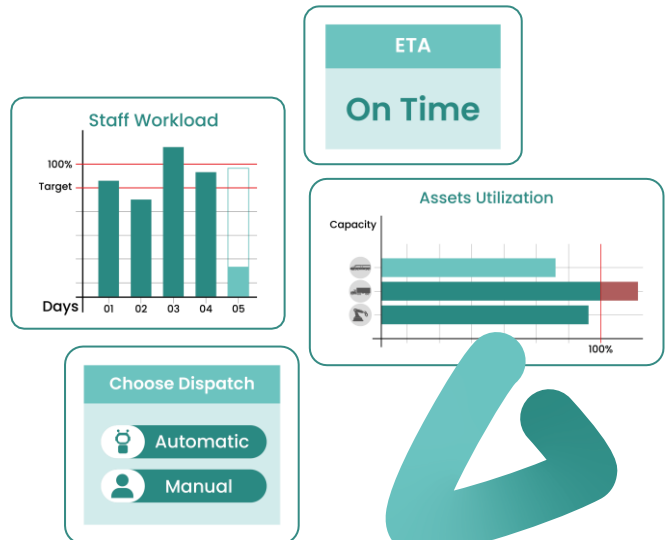 ETA
On Time
Staff Workload
100%
Target
Days
01
02
03
04
05
Assets Utilization
Capacity
100%
Choose Dispatch
Automatic
Manual